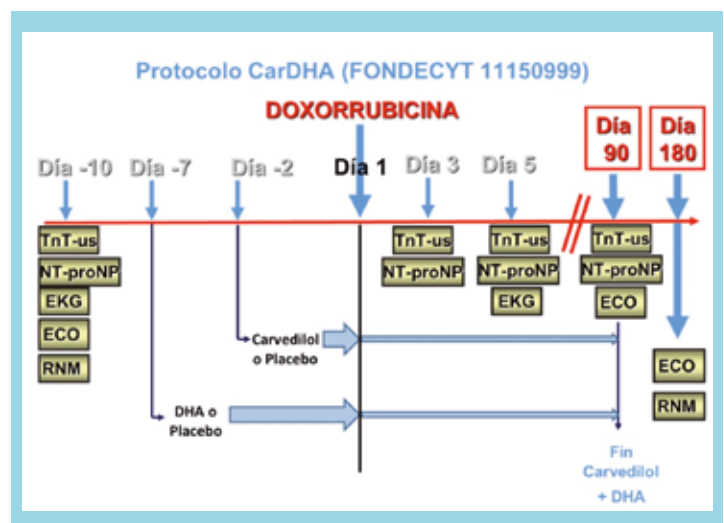 Protocolo CarDHA (FONDECYT 11150999)
DOXORRUBICINA
Día -10
Día -7
Día -2
Día 1
Día 3
Día 5
Día
90
Día
180
TnT-us
NT-proNP
EKG
ECO
RNM
TnT-us
NT-proNP
TnT-us
NT-proNP
EKG
TnT-us
NT-proNP
ECO
Carvedilol
o Placebo
DHA o
Placebo
ECO
RNM
Fin
Carvedilol
+ DHA